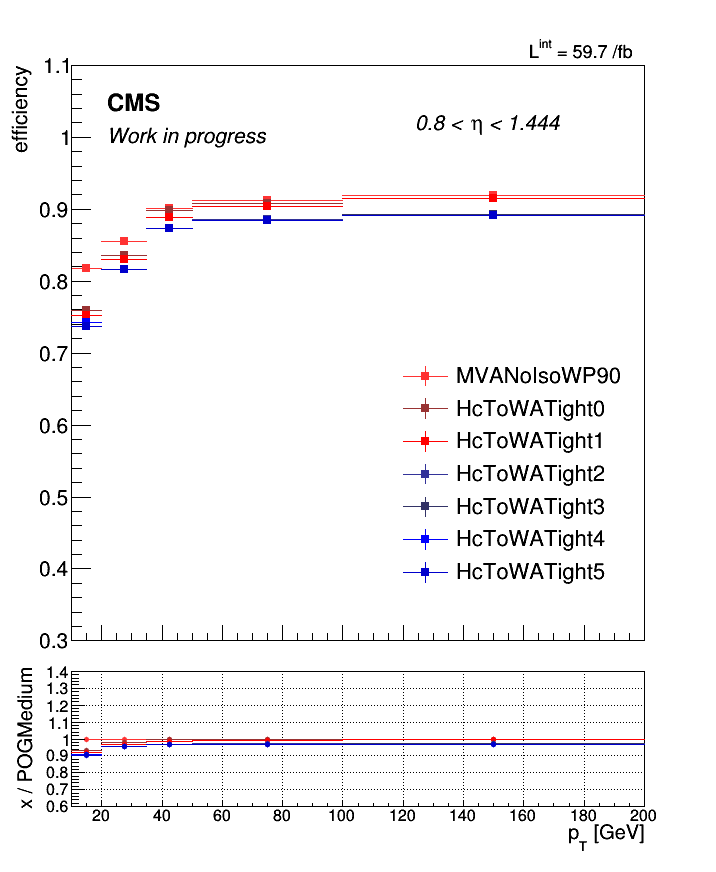 L^int = 59.7 /fb
efficiency
1.1
CMS
Work in progress
0.8 < η < 1.444
1
0.9
0.8
0.7
0.6
0.5
0.4
0.3
MVANoIsoWP90
HcToWATight0
HcToWATight1
HcToWATight2
HcToWATight3
HcToWATight4
HcToWATight5
x / POGMedium
1.4
1.3
1.2
1.1
1
0.9
0.8
0.7
0.6
20 40 60 80 100 120 140 160 180 200
p_T [GeV]